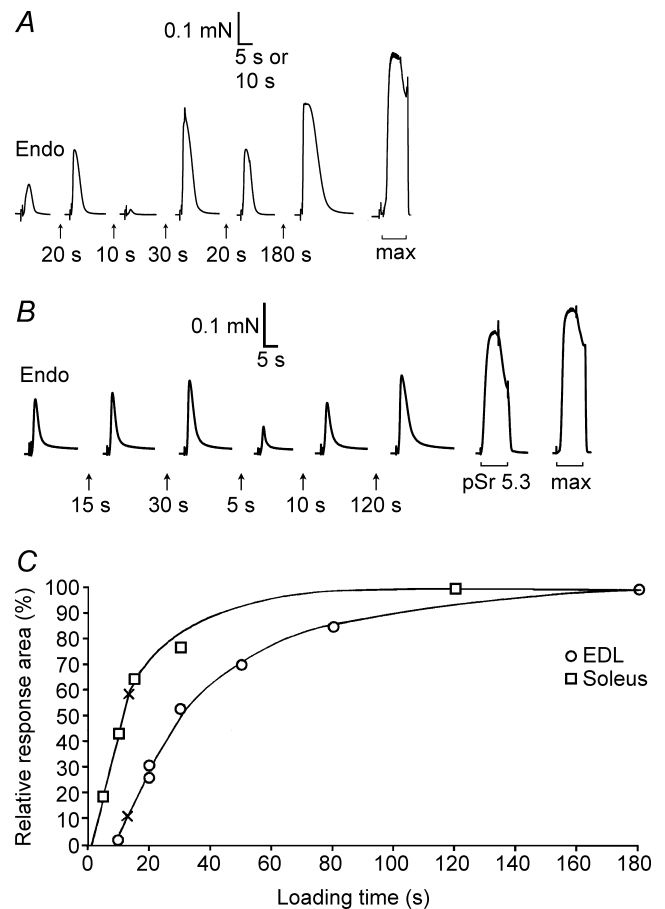 A
0.1 mN
5 s or
10 s
Endo
20 s 10 s 30 s 20 s 180 s max
B
0.1 mN
5 s
Endo
15 s 30 s 5 s 10 s 120 s pSr 5.3 max
C
Relative response area (%)
100
90
80
70
60
50
40
30
20
10
0
EDL
Soleus
0 20 40 60 80 100 120 140 160 180
Loading time (s)